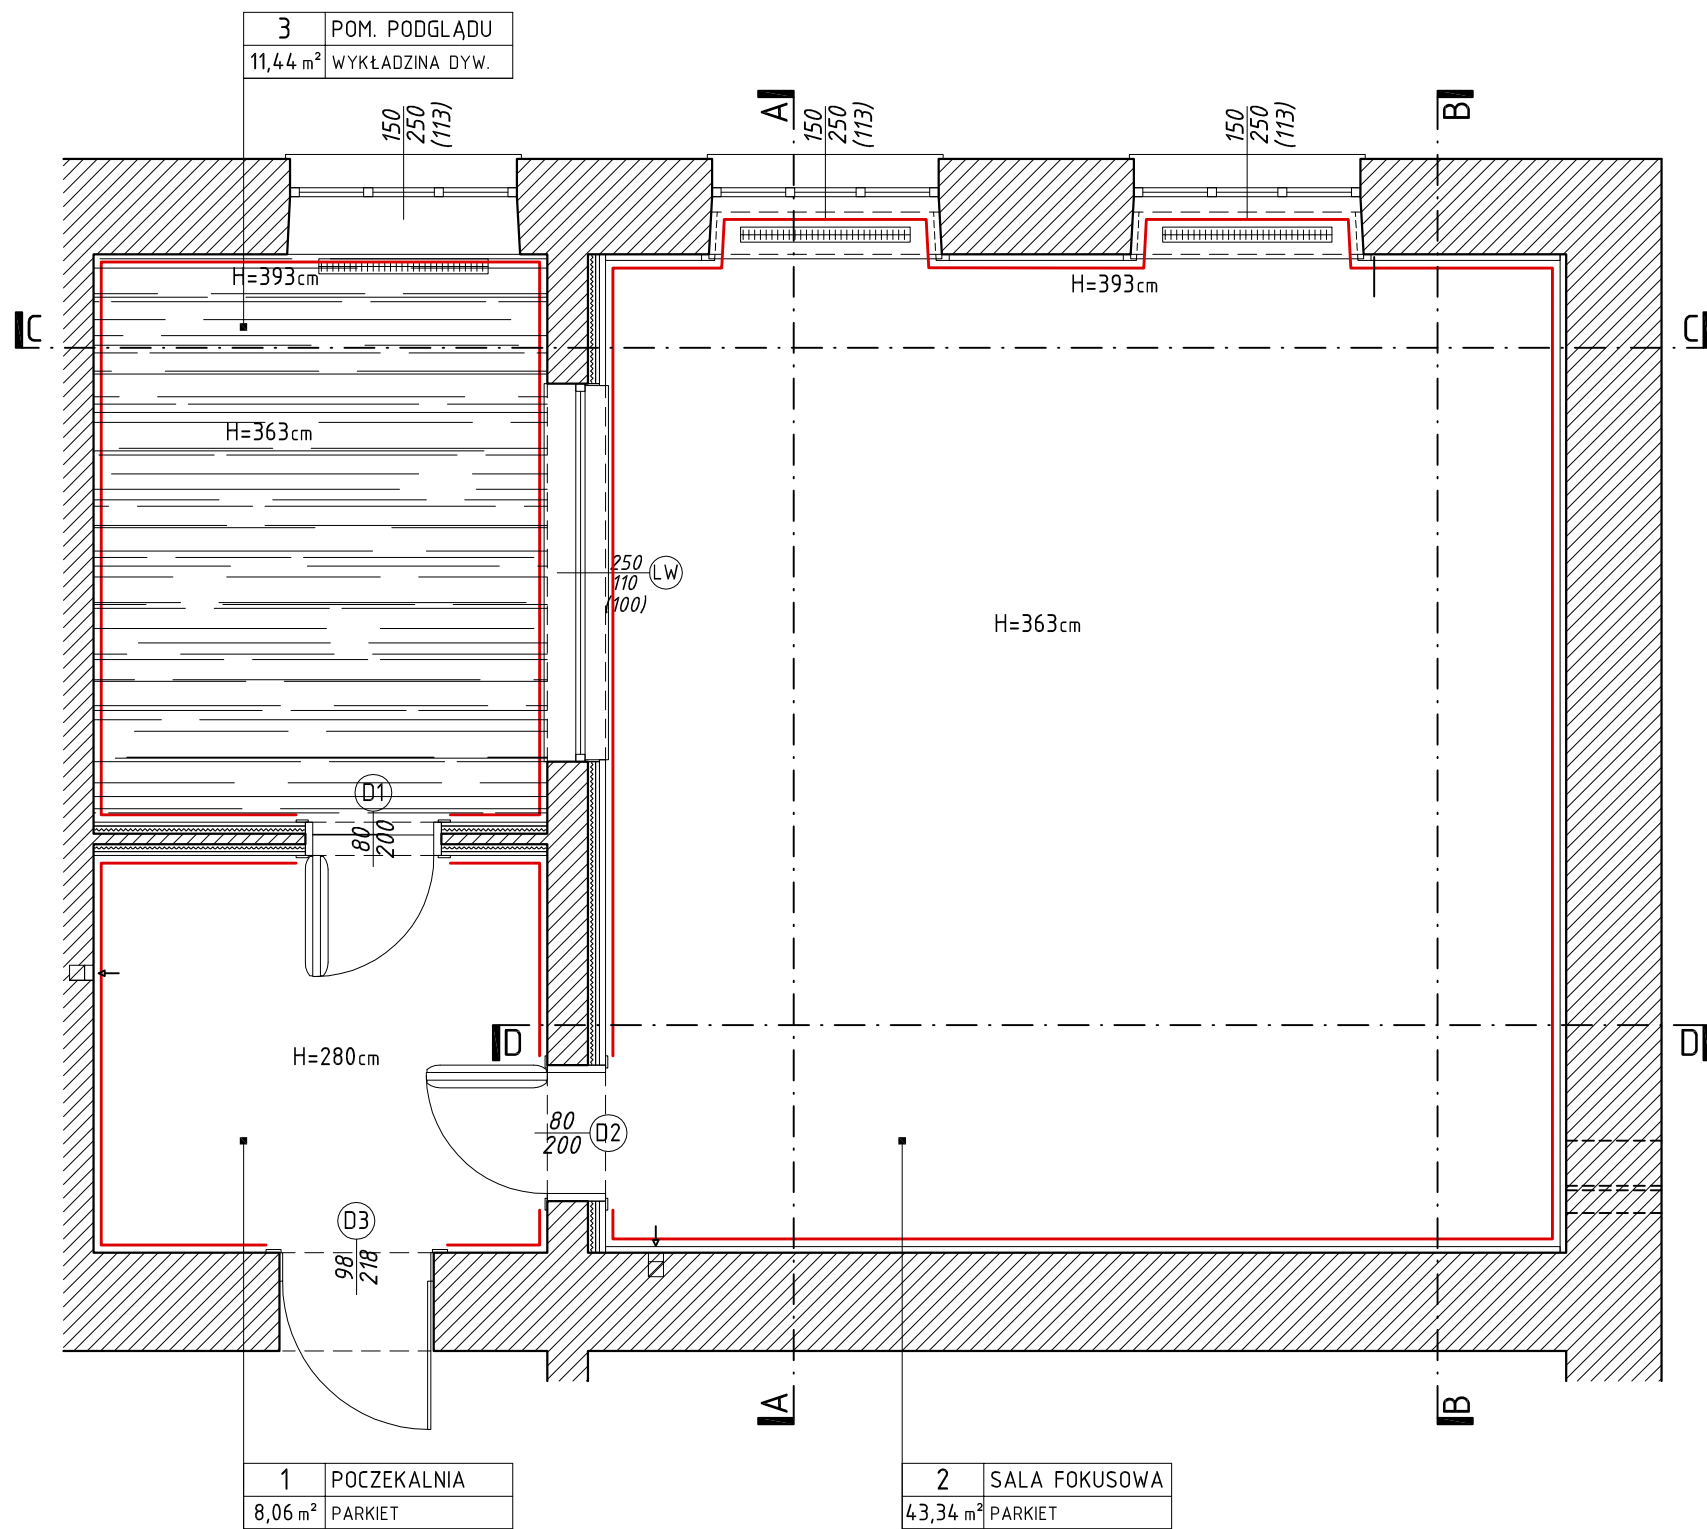 3 POM. PODGLĄDU
11,44 m² WYKŁADZINA DYW.
150
250
(113)
A
150
250
(113)
150
250
(113)
B
H=393cm
H=393cm
C
C
H=363cm
250
110
(100)
LW
H=363cm
D1
80
200
D
D
H=280cm
80
200
D2
D3
98
218
A
B
1 POCZEKALNIA
8,06 m² PARKIET
2 SALA FOKUSOWA
43,34 m² PARKIET